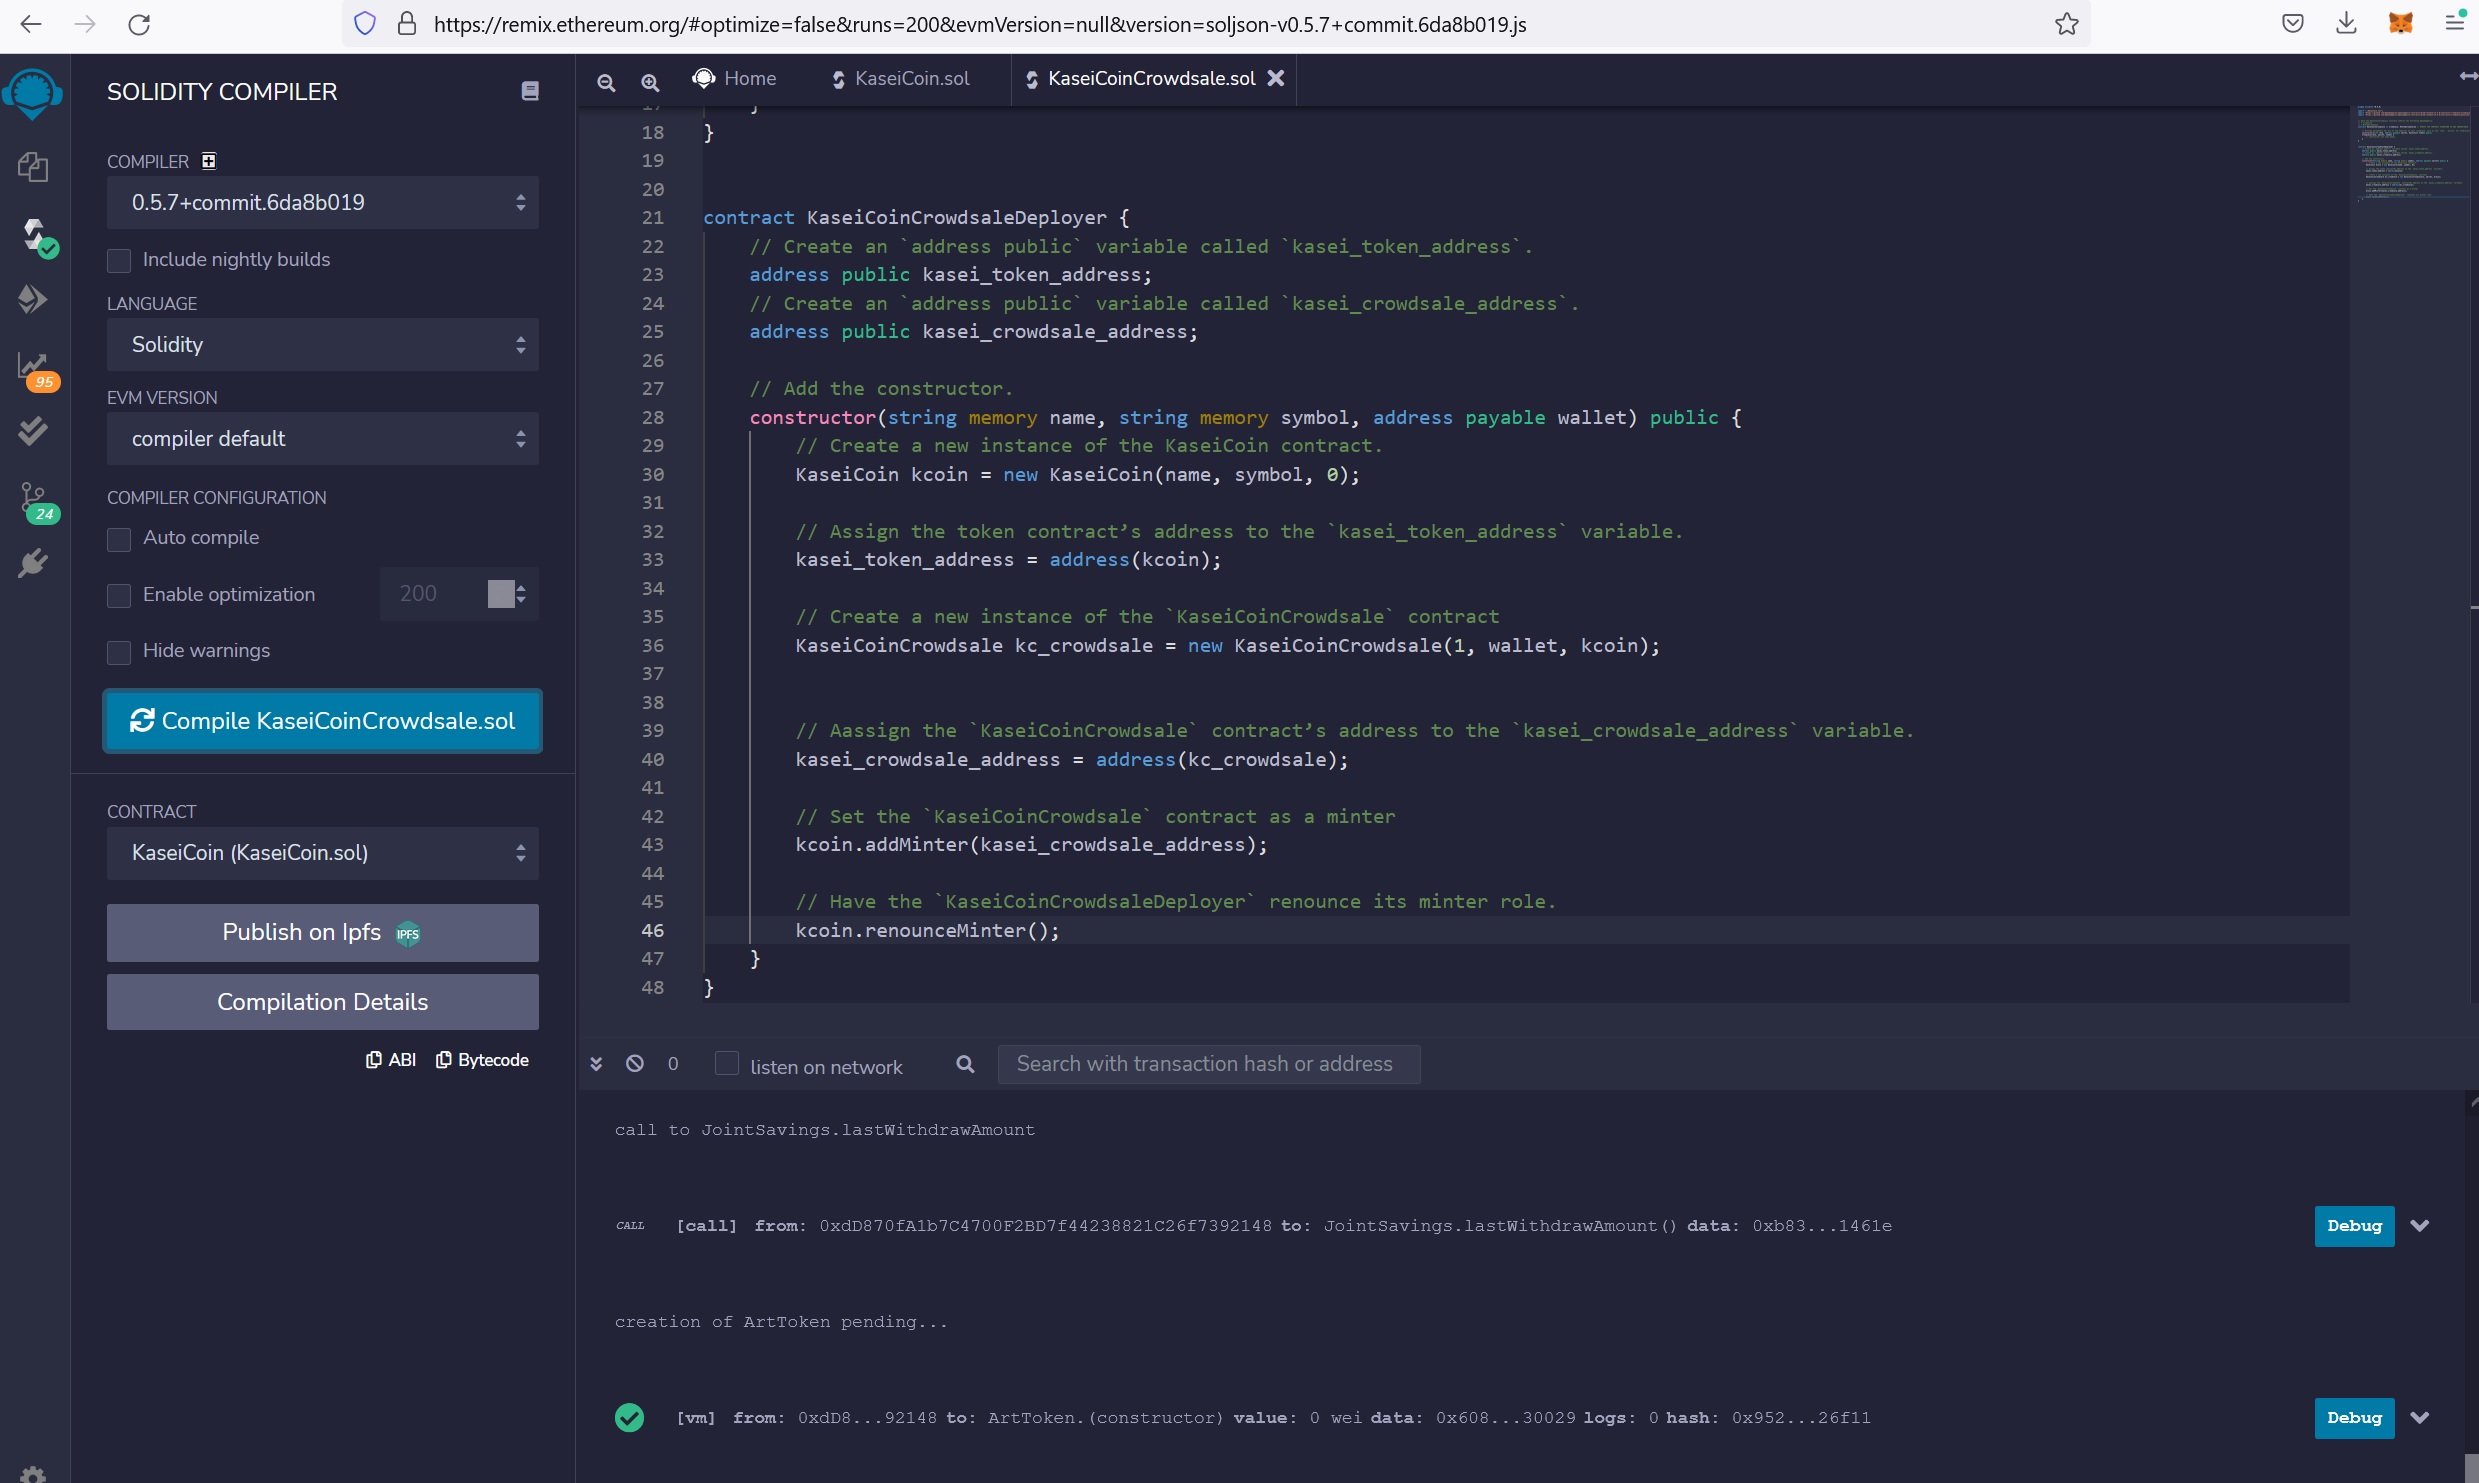 https://remix.ethereum.org/#optimize=false&runs=200&evmVersion=null&version=soljson-v0.5.7+commit.6da8b019.js
SOLIDITY COMPILER
COMPILER
0.5.7+commit.6da8b019
Include nightly builds
LANGUAGE
Solidity
95
EVM VERSION
compiler default
COMPILER CONFIGURATION
24
Auto compile
Enable optimization 200
Hide warnings
Compile KaseiCoinCrowdsale.sol
CONTRACT
KaseiCoin (KaseiCoin.sol)
Publish on Ipfs IPFS
Compilation Details
ABI Bytecode
Home KaseiCoin.sol KaseiCoinCrowdsale.sol
17 }
18 }
19
20
21 contract KaseiCoinCrowdsaleDeployer {
22 // Create an `address public` variable called `kasei_token_address`.
23 address public kasei_token_address;
24 // Create an `address public` variable called `kasei_crowdsale_address`.
25 address public kasei_crowdsale_address;
26
27 // Add the constructor.
28 constructor(string memory name, string memory symbol, address payable wallet) public {
29 // Create a new instance of the KaseiCoin contract.
30 KaseiCoin kcoin = new KaseiCoin(name, symbol, 0);
31
32 // Assign the token contract’s address to the `kasei_token_address` variable.
33 kasei_token_address = address(kcoin);
34
35 // Create a new instance of the `KaseiCoinCrowdsale` contract
36 KaseiCoinCrowdsale kc_crowdsale = new KaseiCoinCrowdsale(1, wallet, kcoin);
37
38
39 // Aassign the `KaseiCoinCrowdsale` contract’s address to the `kasei_crowdsale_address` variable.
40 kasei_crowdsale_address = address(kc_crowdsale);
41
42 // Set the `KaseiCoinCrowdsale` contract as a minter
43 kcoin.addMinter(kasei_crowdsale_address);
44
45 // Have the `KaseiCoinCrowdsaleDeployer` renounce its minter role.
46 kcoin.renounceMinter();
47 }
48 }
0 listen on network Search with transaction hash or address
call to JointSavings.lastWithdrawAmount
CALL [call] from: 0xdD870fA1b7C4700F2BD7f44238821C26f7392148 to: JointSavings.lastWithdrawAmount() data: 0xb83...1461e Debug
creation of ArtToken pending...
[vm] from: 0xdD8...92148 to: ArtToken.(constructor) value: 0 wei data: 0x608...30029 logs: 0 hash: 0x952...26f11 Debug